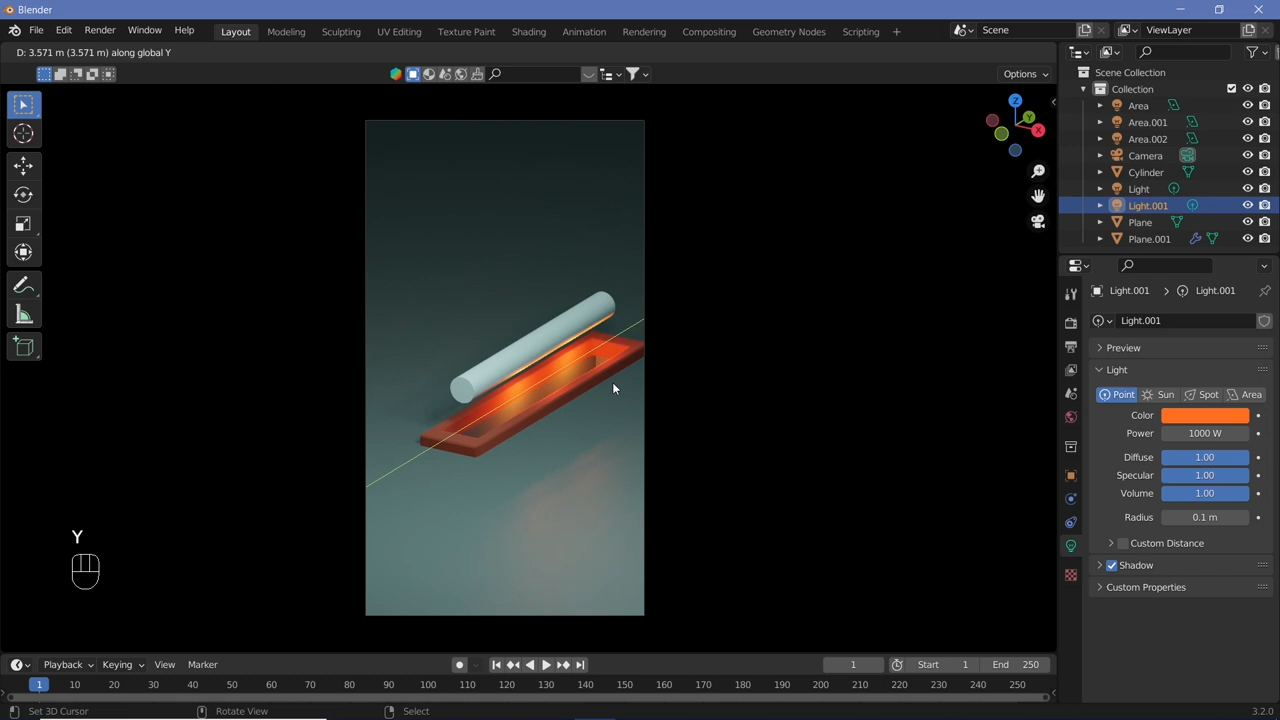 Blender
File Edit Render Window Help Layout Modeling Sculpting UV Editing Texture Paint Shading Animation Rendering Compositing Geometry Nodes Scripting + Scene ViewLayer
D: 3.571 m (3.571 m) along global Y
Options
Scene Collection
Collection
Area
Area.001
Area.002
Camera
Cylinder
Light
Light.001
Plane
Plane.001
Z
Y
X
Light.001 Light.001
Light.001
Preview
Light
Point Sun Spot Area
Color
Power 1000 W
Diffuse 1.00
Specular 1.00
Volume 1.00
Radius 0.1 m
Custom Distance
Shadow
Custom Properties
Y
Playback Keying View Marker 1 Start 1 End 250
1 10 20 30 40 50 60 70 80 90 100 110 120 130 140 150 160 170 180 190 200 210 220 230 240 250
Set 3D Cursor Rotate View Select 3.2.0